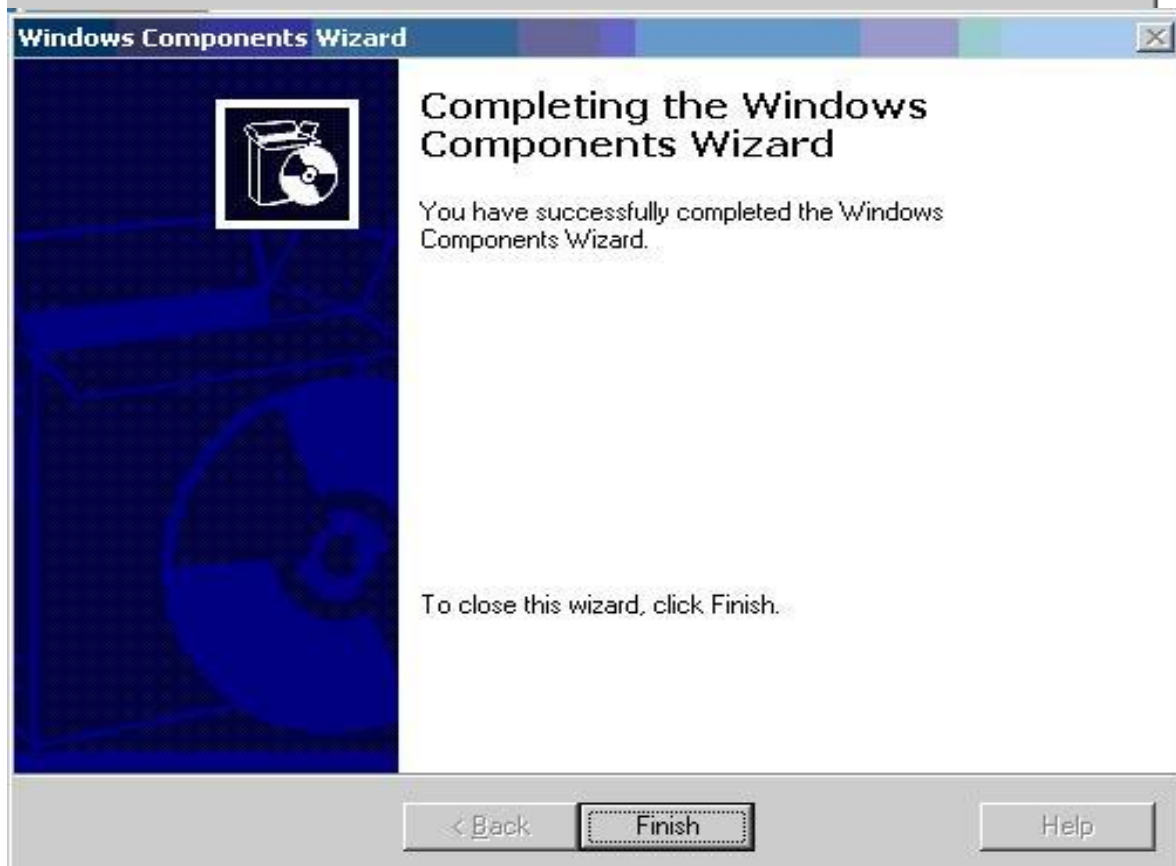 Windows Components Wizard
Completing the Windows
Components Wizard
You have successfully completed the Windows
Components Wizard.
To close this wizard, click Finish.
< Back
Finish
Help